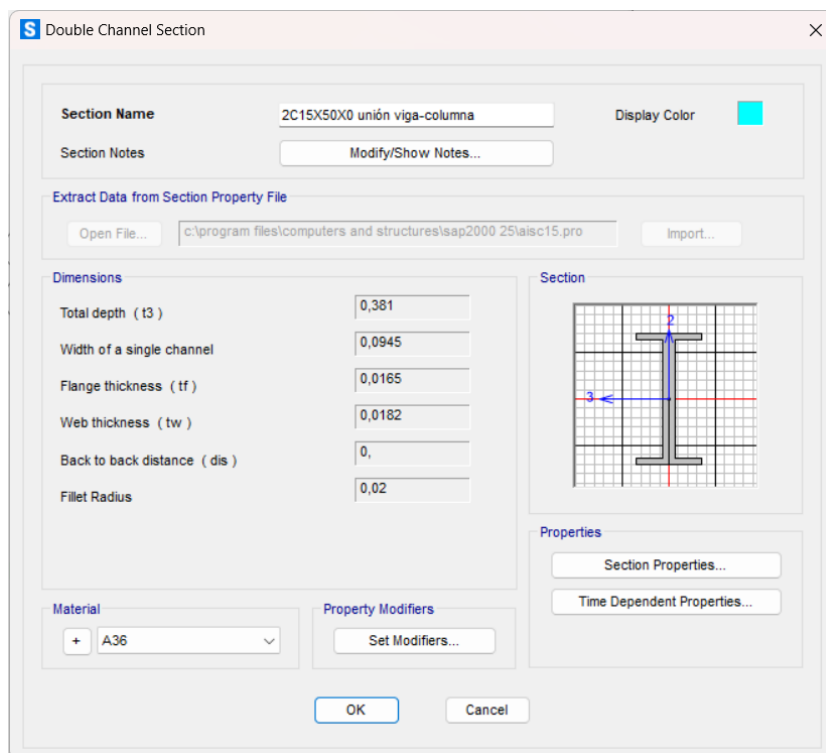 S Double Channel Section
Section Name
2C15X50X0 unión viga-columna
Display Color
Section Notes
Modify/Show Notes...
Extract Data from Section Property File
Open File...
c:\program files\computers and structures\sap2000 25\aisc15.pro
Import...
Dimensions
Total depth ( t3 )
0,381
Width of a single channel
0,0945
Flange thickness ( tf )
0,0165
Web thickness ( tw )
0,0182
Back to back distance ( dis )
0,
Fillet Radius
0,02
Section
2
3
Properties
Section Properties...
Time Dependent Properties...
Material
+
A36
Property Modifiers
Set Modifiers...
OK
Cancel